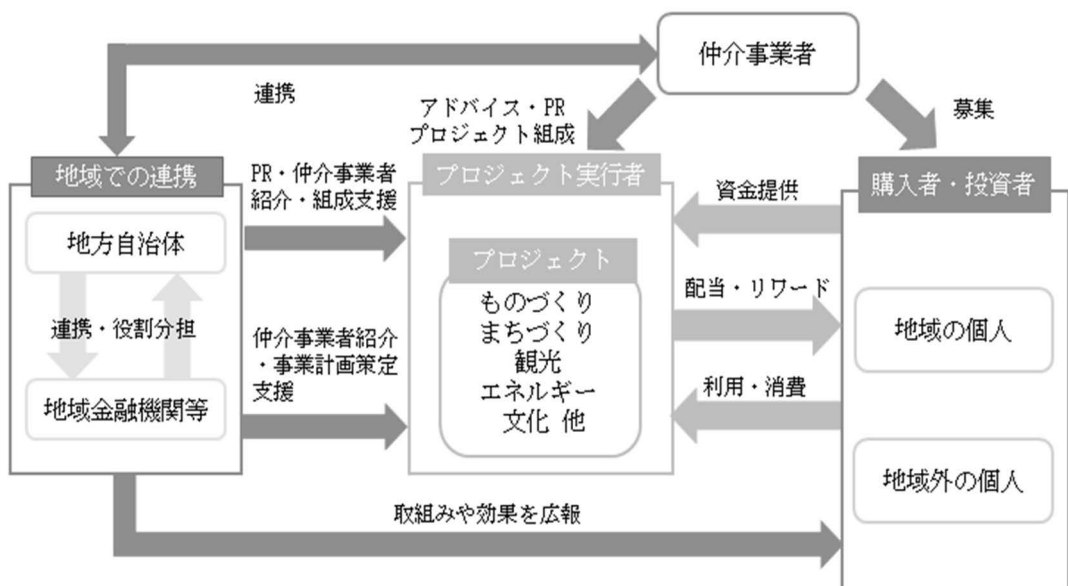 仲介事業者
連携
アドバイス・PR
プロジェクト組成
募集
地域での連携
地方自治体
連携・役割分担
地域金融機関等
PR・仲介事業者
紹介・組成支援
仲介事業者紹介
・事業計画策定
支援
プロジェクト実行者
プロジェクト
ものづくり
まちづくり
観光
エネルギー
文化 他
資金提供
配当・リワード
利用・消費
購入者・投資者
地域の個人
地域外の個人
取組みや効果を広報